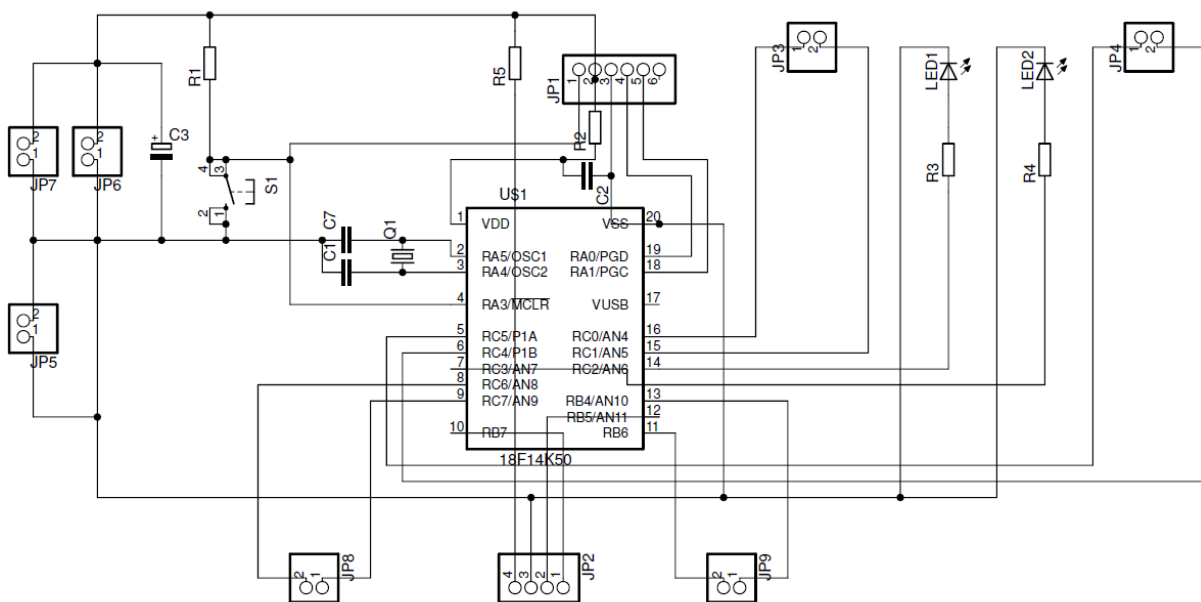 JP3
1 2
JP4
1 2
LED1
LED2
R1
R5
JP1
1 2 3 4 5 6
R2
R3
R4
C3
+
JP7
2
1
JP6
2
1
S1
4 3
2 1
C2
US1
C7
C1
Q1
1 VDD VSS 20
2 RA5/OSC1 RA0/PGD 19
3 RA4/OSC2 RA1/PGC 18
4 RA3/MCLR VUSB 17
5 RC5/P1A RC0/AN4 16
6 RC4/P1B RC1/AN5 15
7 RC3/AN7 RC2/AN6 14
8 RC6/AN8
9 RC7/AN9 RB4/AN10 13
RB5/AN11 12
10 RB7 RB6 11
18F14K50
JP5
2
1
JP8
2 1
JP2
4 3 2 1
JP9
2 1